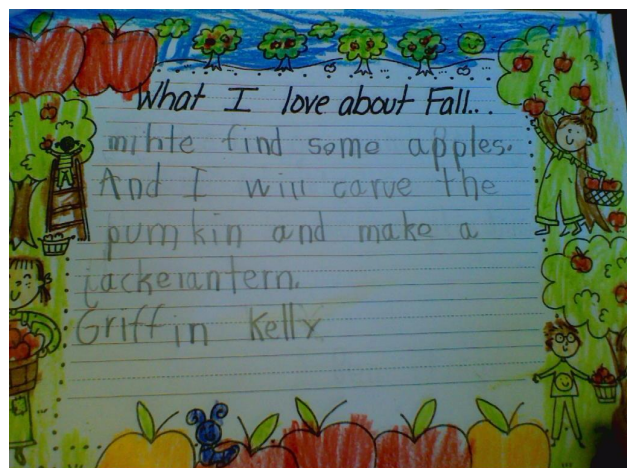 What I love about Fall...
mihte find some apples.
And I will carve the
pumkin and make a
jackelantern.
Griffin Kelly